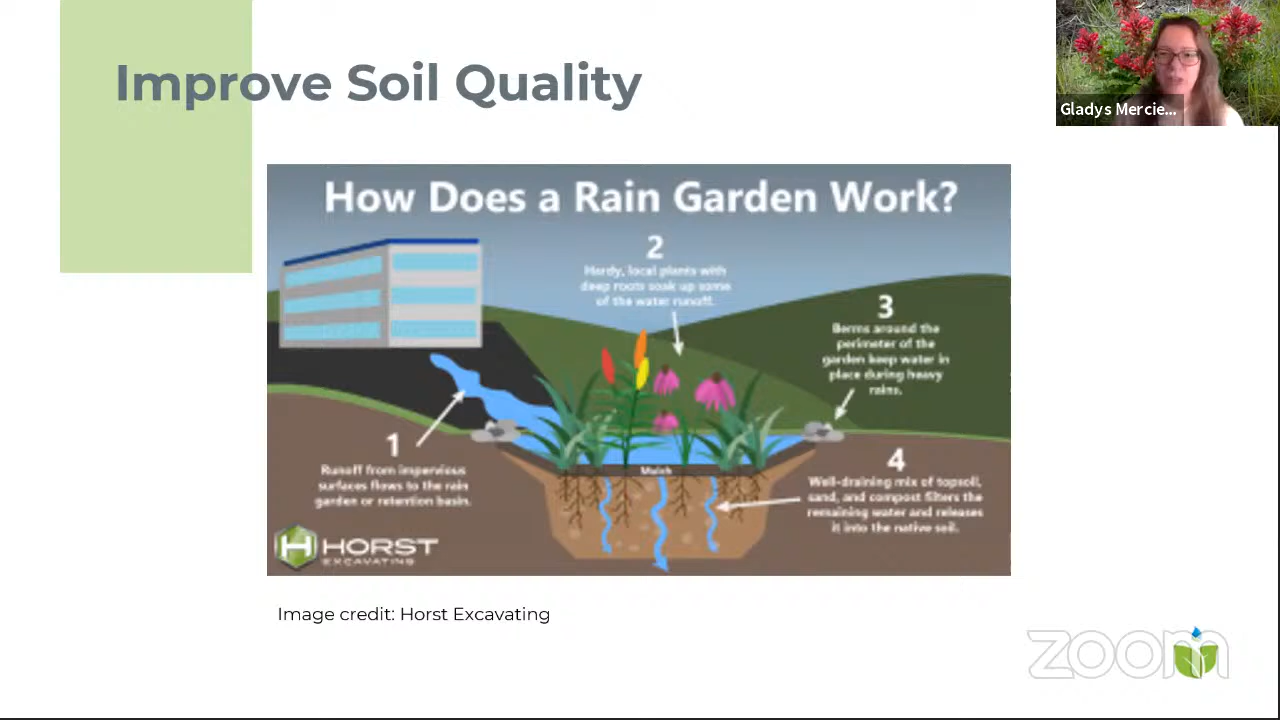 Improve Soil Quality
Gladys Mercie...
How Does a Rain Garden Work?
2
Hardy, local plants with
deep roots soak up some
of the water runoff.
3
Berms around the
perimeter of the
garden keep water in
place during heavy
rains.
1
Runoff from impervious
surfaces flows to the rain
garden or retention basin.
Mulch
4
Well-draining mix of topsoil,
sand, and compost filters the
remaining water and releases
it into the native soil.
H HORST
EXCAVATING
Image credit: Horst Excavating
zoom